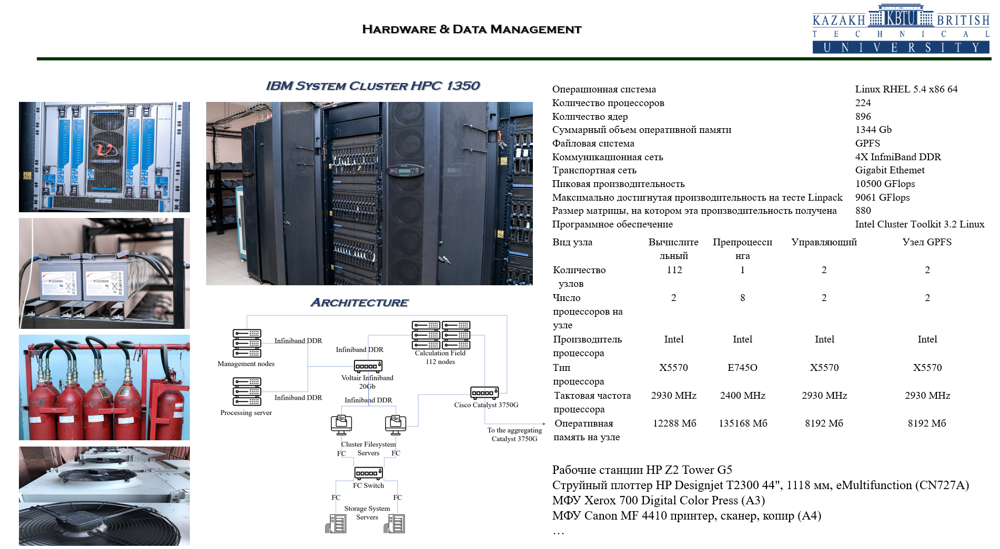 HARDWARE & DATA MANAGEMENT
KAZAKH KBTU BRITISH
TECHNICAL
UNIVERSITY
IBM SYSTEM CLUSTER HPC 1350
P12V600
P12V600
ARCHITECTURE
Infiniband DDR
Management nodes
Infiniband DDR
Calculation Field
112 nodes
Voltair Infiniband
20Gb
Processing server
Infiniband DDR
Infiniband DDR
Cisco Catalyst 3750G
To the aggregating
Catalyst 3750G
Cluster Filesystem
Servers
FC
FC
FC Switch
FC
FC
Storage System
Servers
Операционная система Linux RHEL 5.4 x86 64
Количество процессоров 224
Количество ядер 896
Суммарный объем оперативной памяти 1344 Gb
Файловая система GPFS
Коммуникационная сеть 4X InfmiBand DDR
Транспортная сеть Gigabit Ethemet
Пиковая производительность 10500 GFlops
Максимально достигнутая производительность на тесте Linpack 9061 GFlops
Размер матрицы, на котором эта производительность получена 880
Программное обеспечение Intel Cluster Toolkit 3.2 Linux
Вид узла Вычислите Препроцесси Управляющий Узел GPFS
льный нга
Количество 112 1 2 2
узлов
Число 2 8 2 2
процессоров на
узле
Производитель Intel Intel Intel Intel
процессора
Тип X5570 E745O X5570 X5570
процессора
Тактовая частота 2930 MHz 2400 MHz 2930 MHz 2930 MHz
процессора
Оперативная 12288 Мб 135168 Мб 8192 Мб 8192 Мб
память на узле
Рабочие станции HP Z2 Tower G5
Струйный плоттер HP Designjet T2300 44", 1118 мм, eMultifunction (CN727A)
МФУ Xerox 700 Digital Color Press (A3)
МФУ Canon MF 4410 принтер, сканер, копир (A4)
…